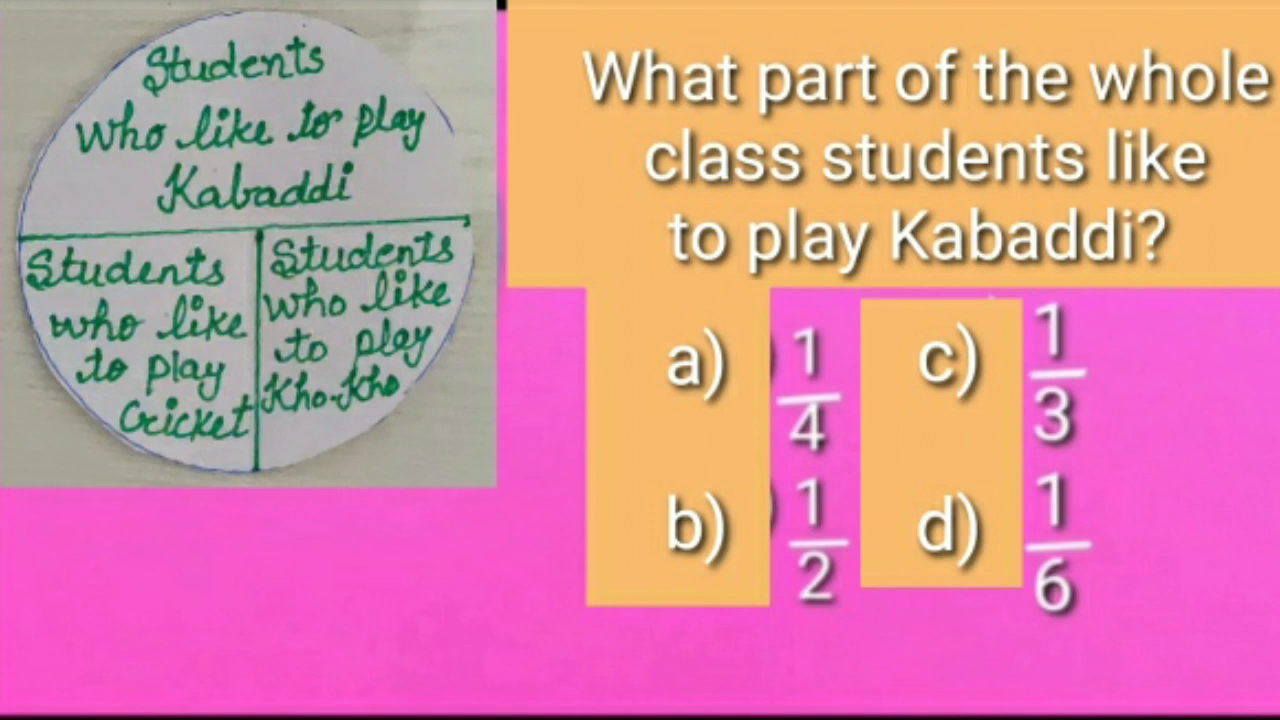 Students
Who like to play
Kabaddi
Students
who like
to play
Cricket
Students
who like
to play
Kho-Kho
What part of the whole
class students like
to play Kabaddi?
a) 1/4
b) 1/2
c) 1/3
d) 1/6